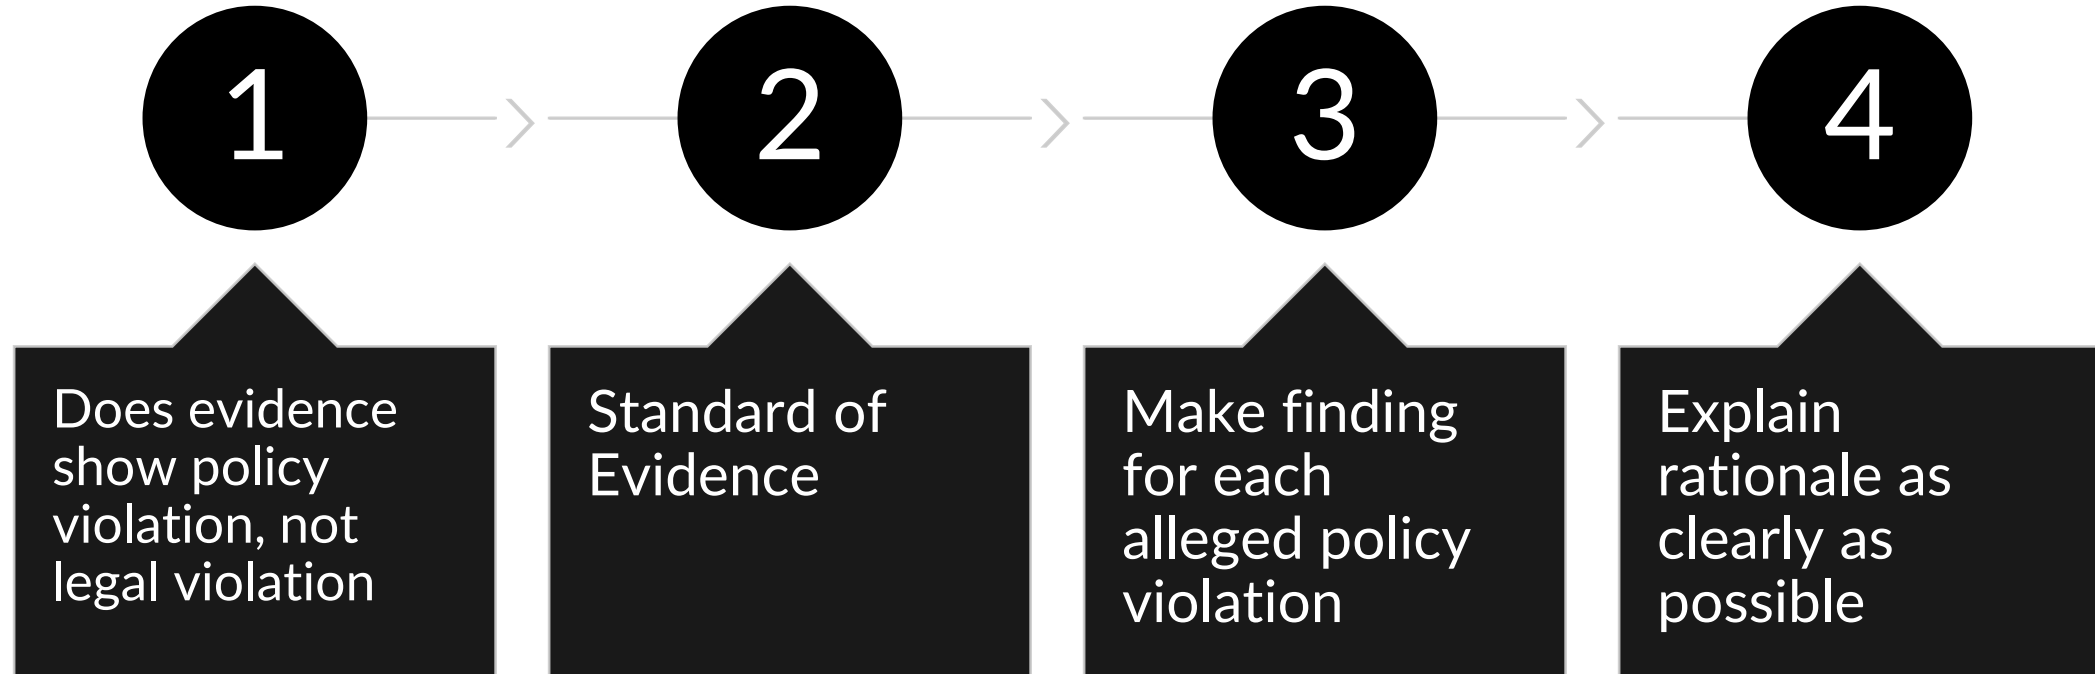 1
2
3
4
Does evidence
show policy
violation, not
legal violation
Standard of
Evidence
Make finding
for each
alleged policy
violation
Explain
rationale as
clearly as
possible